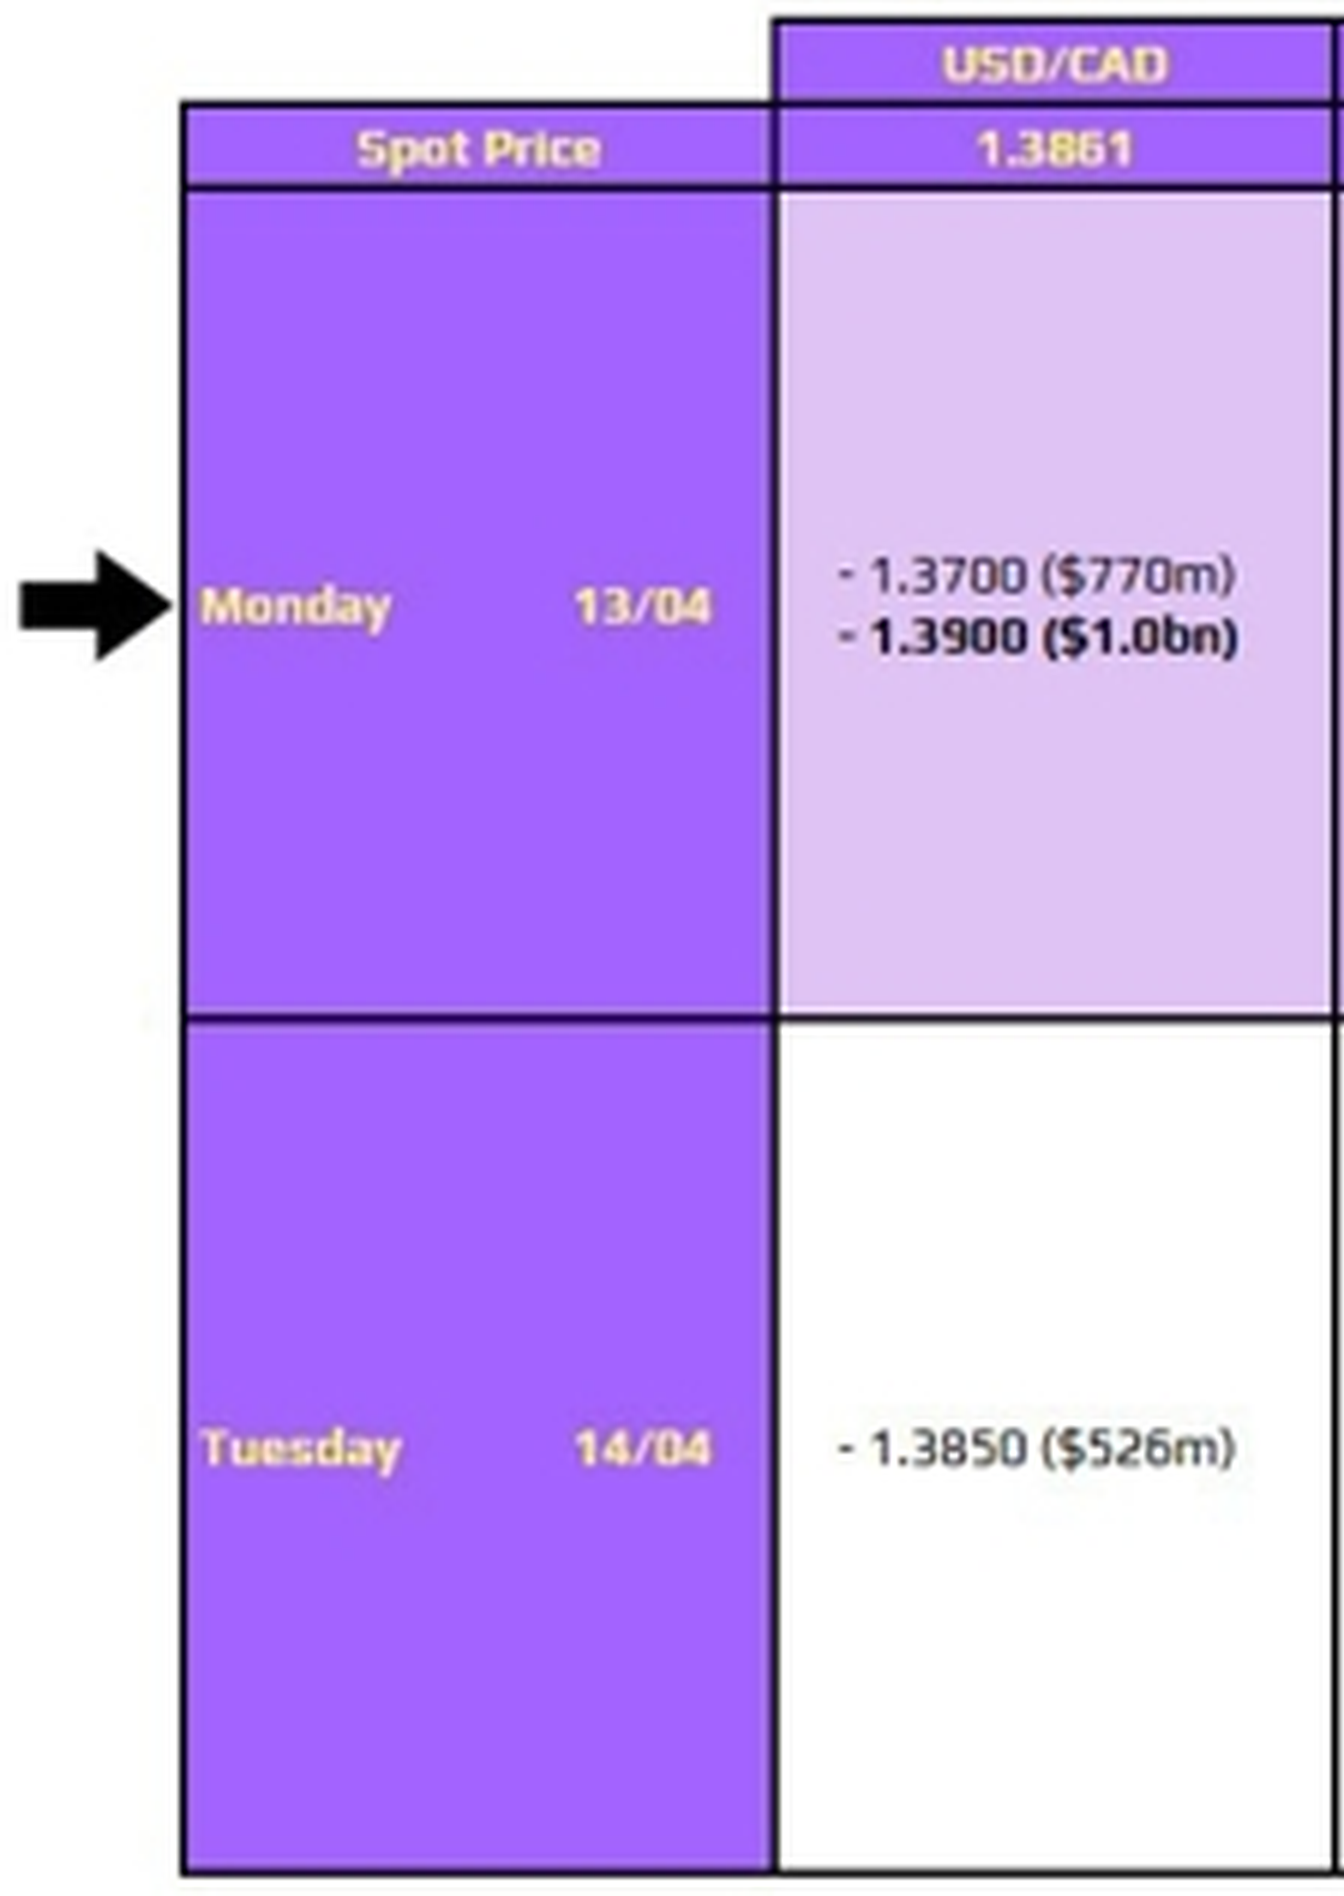 USD/CAD
Spot Price 1.3861
- 1.3700 ($770m)
Monday 13/04
- 1.3900 ($1.0bn)
Tuesday 14/04 - 1.3850 ($526m)